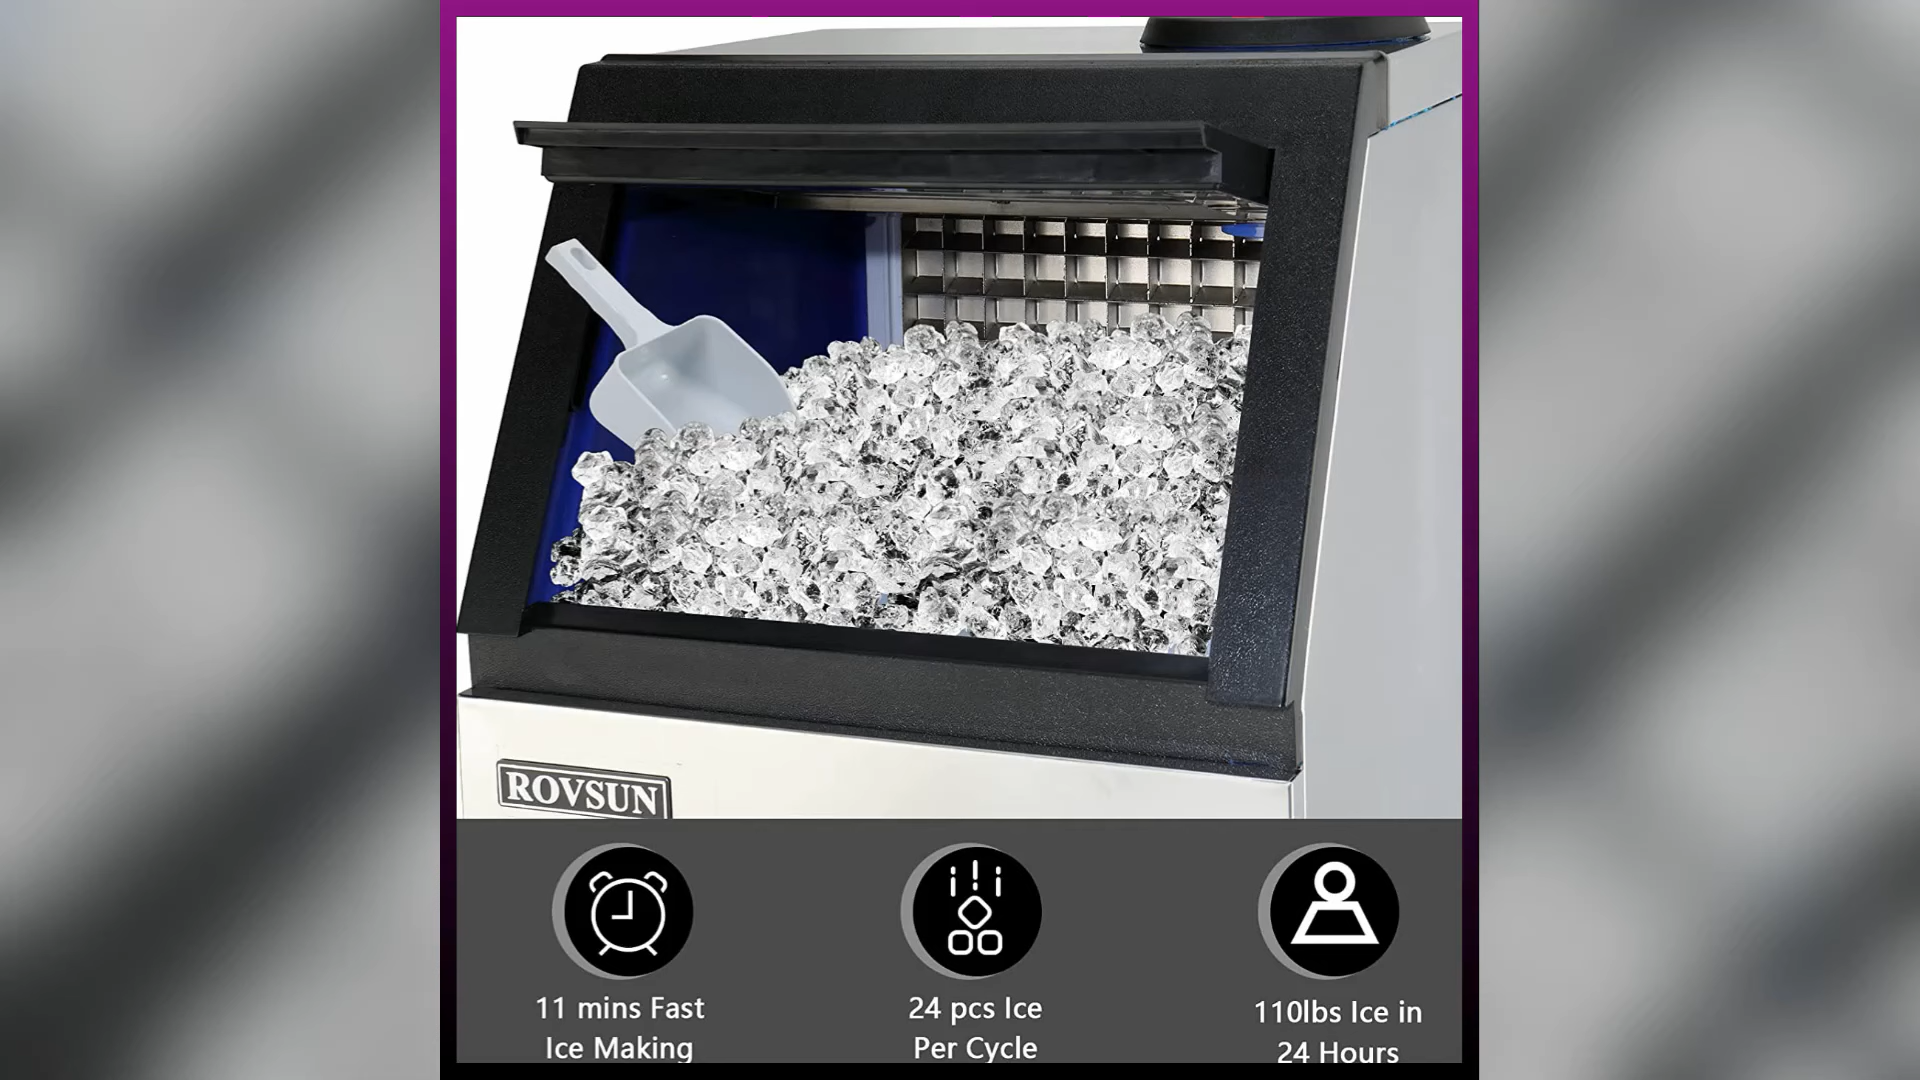 ROVSUN
11 mins Fast
Ice Making
24 pcs Ice
Per Cycle
110lbs Ice in
24 Hours